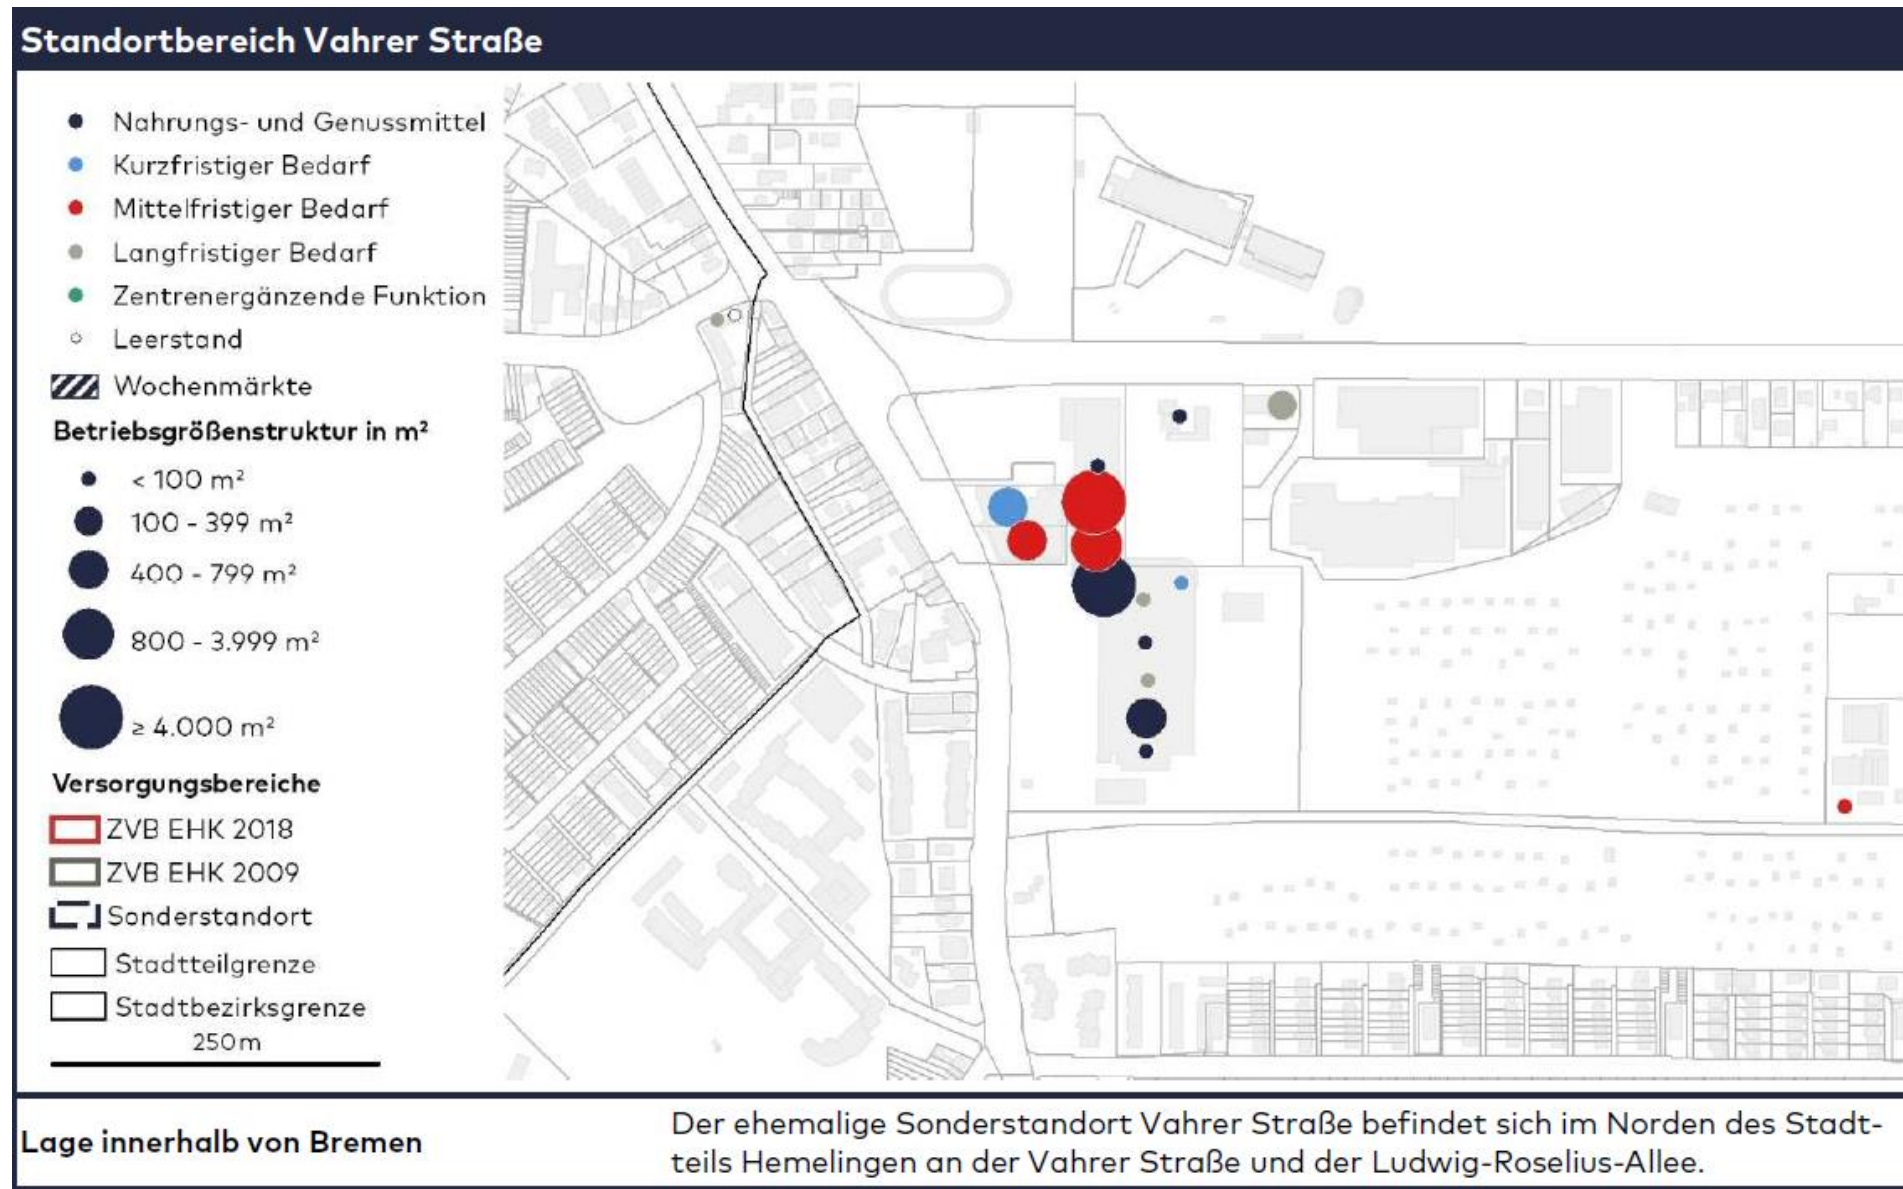 Standortbereich Vahrer Straße
Nahrungs- und Genussmittel
Kurzfristiger Bedarf
Mittelfristiger Bedarf
Langfristiger Bedarf
Zentrenergänzende Funktion
Leerstand
Wochenmärkte
Betriebsgrößenstruktur in m²
< 100 m²
100 - 399 m²
400 - 799 m²
800 - 3.999 m²
≥ 4.000 m²
Versorgungsbereiche
ZVB EHK 2018
ZVB EHK 2009
Sonderstandort
Stadtteilgrenze
Stadtbezirksgrenze
250m
Lage innerhalb von Bremen
Der ehemalige Sonderstandort Vahrer Straße befindet sich im Norden des Stadt-
teils Hemelingen an der Vahrer Straße und der Ludwig-Roselius-Allee.